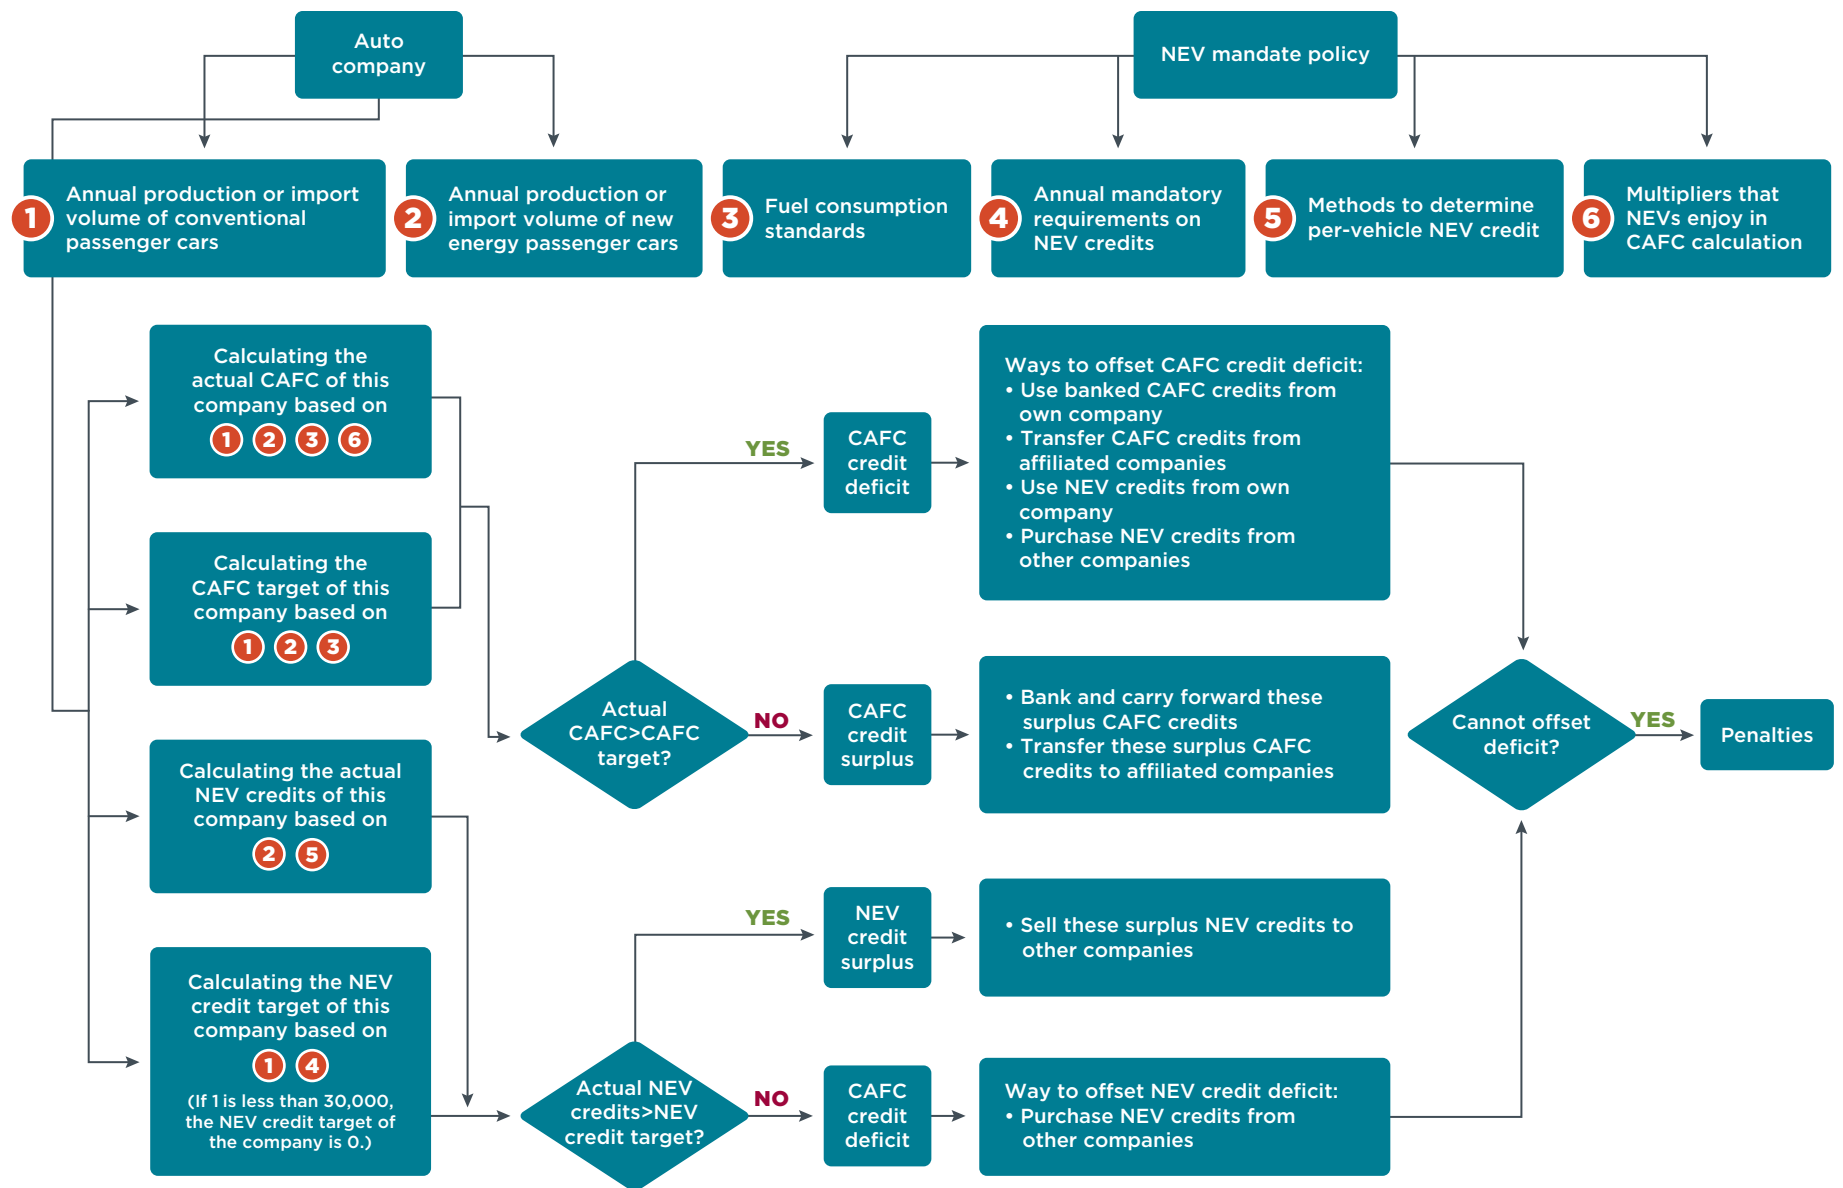 Auto
company
NEV mandate policy
1
Annual production or import
volume of conventional
passenger cars
2
Annual production or
import volume of new
energy passenger cars
3
Fuel consumption
standards
4
Annual mandatory
requirements on
NEV credits
5
Methods to determine
per-vehicle NEV credit
6
Multipliers that
NEVs enjoy in
CAFC calculation
Calculating the
actual CAFC of this
company based on
1 2 3 6
Calculating the
CAFC target of this
company based on
1 2 3
Calculating the actual
NEV credits of this
company based on
2 5
Calculating the NEV
credit target of this
company based on
1 4
(If 1 is less than 30,000,
the NEV credit target of
the company is 0.)
Actual
CAFC>CAFC
target?
YES
CAFC
credit
deficit
Ways to offset CAFC credit deficit:
• Use banked CAFC credits from
own company
• Transfer CAFC credits from
affiliated companies
• Use NEV credits from own
company
• Purchase NEV credits from
other companies
NO
CAFC
credit
surplus
• Bank and carry forward these
surplus CAFC credits
• Transfer these surplus CAFC
credits to affiliated companies
Actual NEV
credits>NEV
credit target?
YES
NEV
credit
surplus
• Sell these surplus NEV credits to
other companies
NO
CAFC
credit
deficit
Way to offset NEV credit deficit:
• Purchase NEV credits from
other companies
Cannot offset
deficit?
YES
Penalties